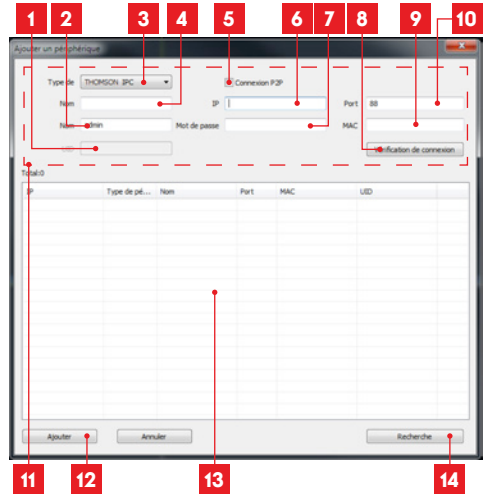 1 2 3 4 5 6 7 8 9 10
Ajouter un périphérique
Type de THOMSON IPC Connexion P2P
Nom IP Port 88
Nom admin Mot de passe MAC
UID Vérification de connexion
Total:0
IP Type de pé... Nom Port MAC UID
Ajouter Annuler Recherche
11 12 13 14